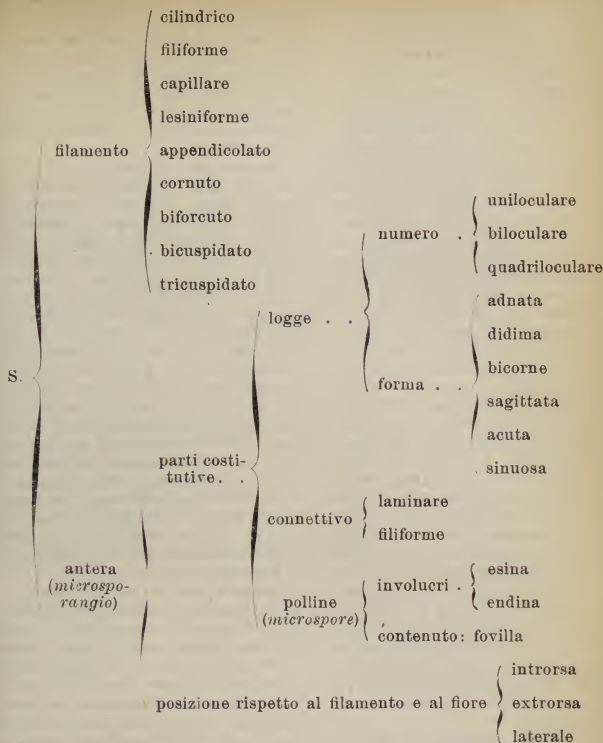 cilindrico
filiforme
capillare
lesiniforme
filamento appendicolato
cornuto
biforcuto
bicuspidato
tricuspidato
S.
antera
(microspo-
rangio)
parti costi-
tutive. .
logge . .
numero .
uniloculare
biloculare
quadriloculare
forma . .
adnata
didima
bicorne
sagittata
acuta
sinuosa
connettivo
laminare
filiforme
polline
(microspore)
involucri .
esina
endina
contenuto: fovilla
posizione rispetto al filamento e al fiore
introrsa
extrorsa
laterale